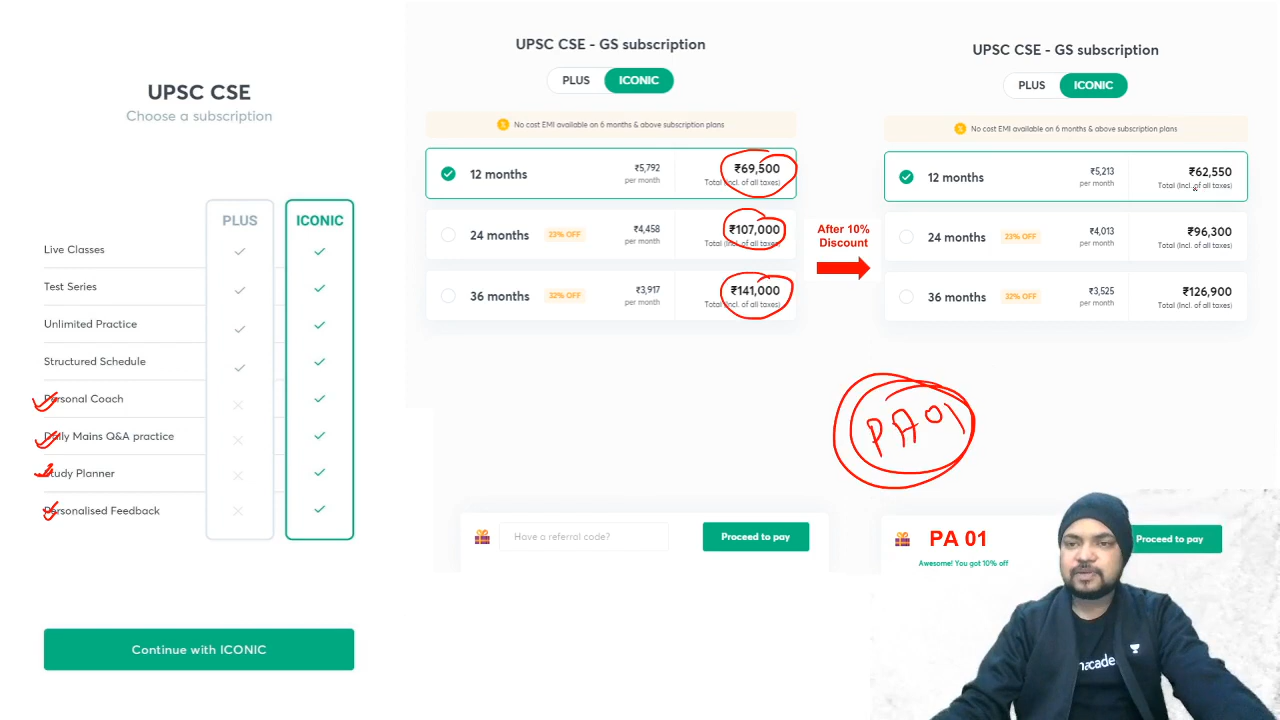 UPSC CSE
Choose a subscription
PLUS
ICONIC
Live Classes
Test Series
Unlimited Practice
Structured Schedule
Personal Coach
Daily Mains Q&A practice
Study Planner
Personalised Feedback
Continue with ICONIC
UPSC CSE - GS subscription
PLUS
ICONIC
No cost EMI available on 6 months & above subscription plans
12 months
₹5,792
per month
₹69,500
Total (Incl. of all taxes)
24 months
23% OFF
₹4,458
per month
₹107,000
Total (Incl. of all taxes)
36 months
32% OFF
₹3,917
per month
₹141,000
Total (Incl. of all taxes)
Have a referral code?
Proceed to pay
After 10%
Discount
PA01
UPSC CSE - GS subscription
PLUS
ICONIC
No cost EMI available on 6 months & above subscription plans
12 months
₹5,213
per month
₹62,550
Total (Incl. of all taxes)
24 months
23% OFF
₹4,013
per month
₹96,300
Total (Incl. of all taxes)
36 months
32% OFF
₹3,525
per month
₹126,900
Total (Incl. of all taxes)
PA 01
Awesome! You got 10% off
Proceed to pay